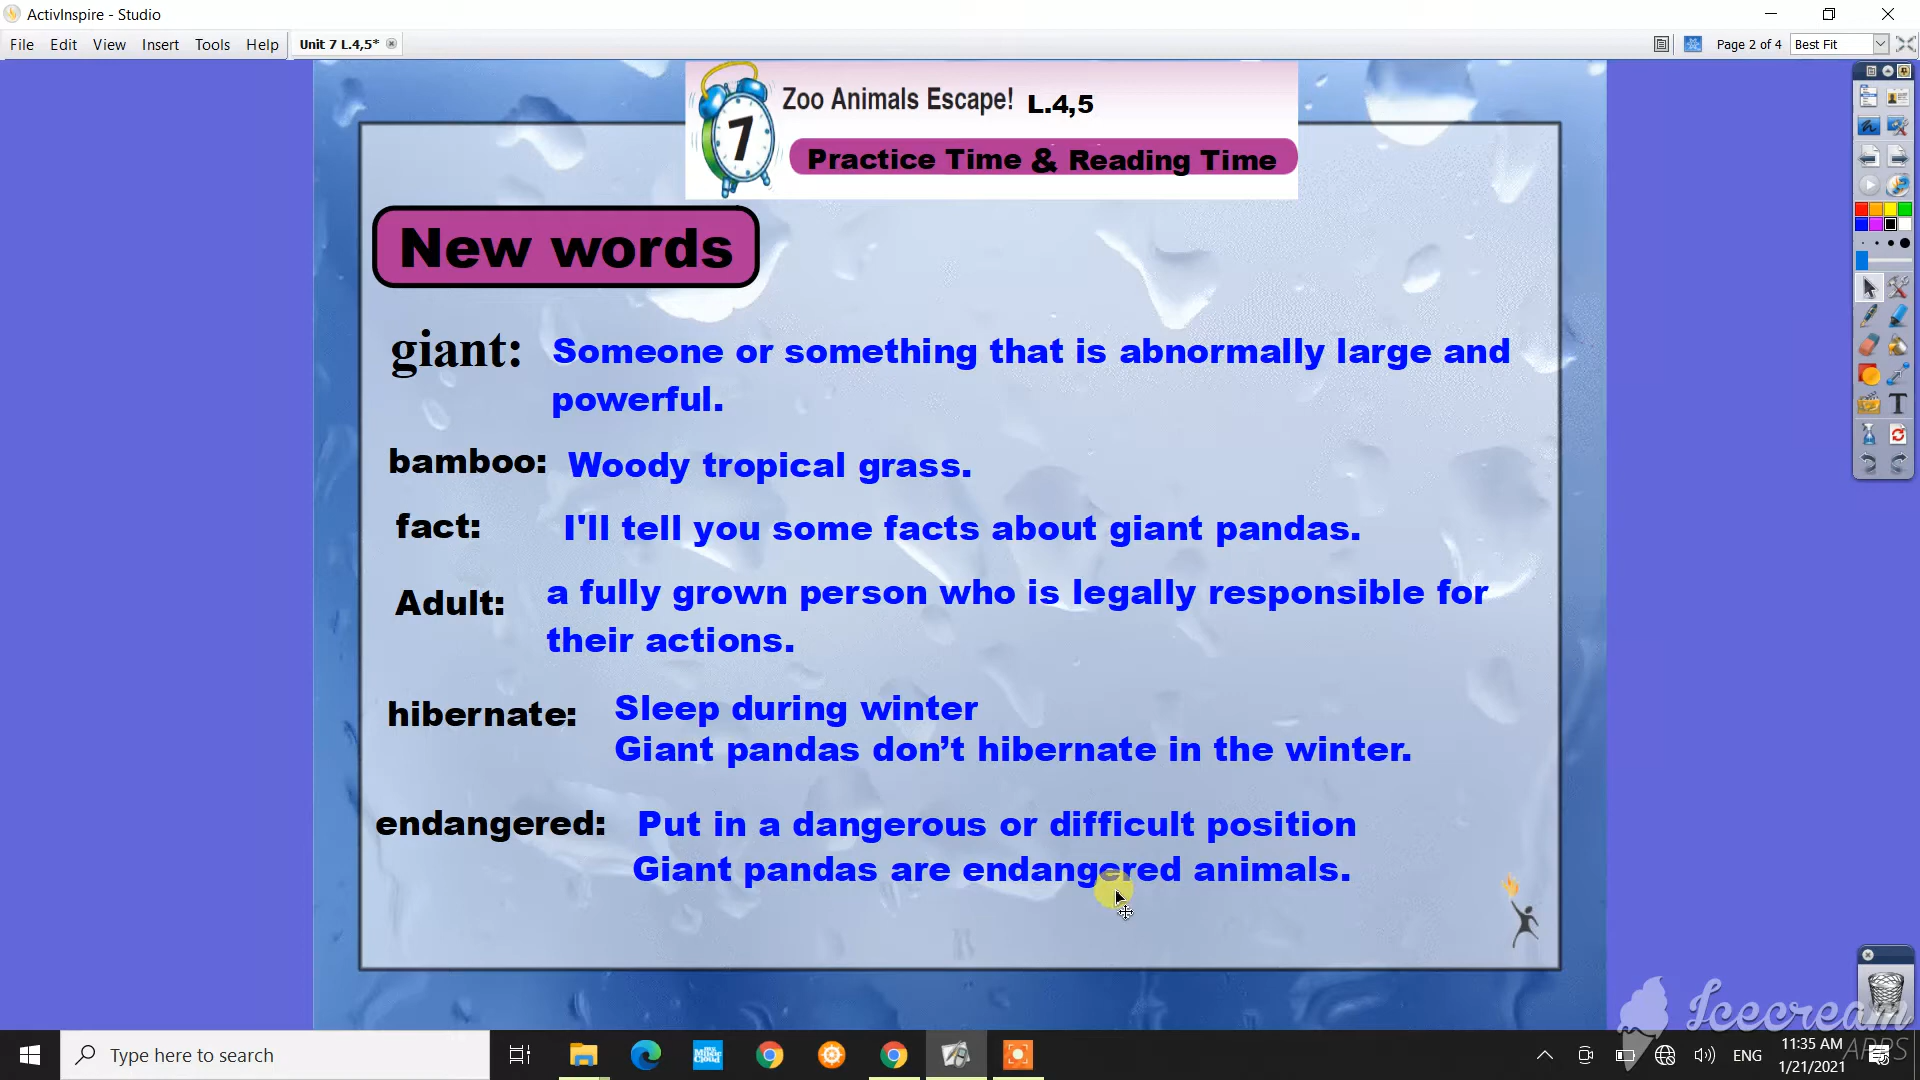 ActivInspire - Studio
File Edit View Insert Tools Help Unit 7 L.4,5*
Page 2 of 4 Best Fit
7 Zoo Animals Escape! L.4,5
Practice Time & Reading Time
New words
giant: Someone or something that is abnormally large and
powerful.
bamboo: Woody tropical grass.
fact: I'll tell you some facts about giant pandas.
Adult: a fully grown person who is legally responsible for
their actions.
hibernate: Sleep during winter
Giant pandas don’t hibernate in the winter.
endangered: Put in a dangerous or difficult position
Giant pandas are endangered animals.
Icecream
APPS
Type here to search
ENG
11:35 AM
1/21/2021